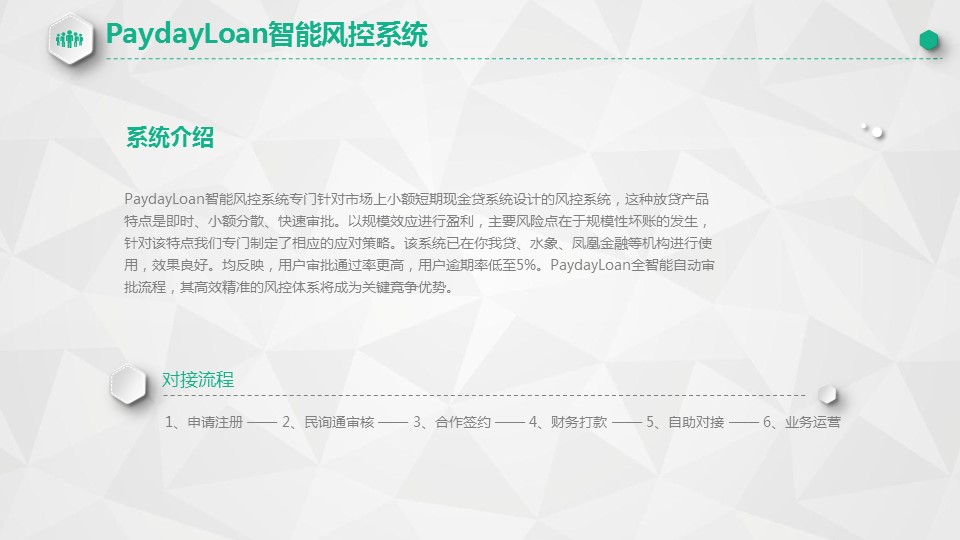 PaydayLoan智能风控系统
系统介绍
PaydayLoan智能风控系统专门针对市场上小额短期现金贷系统设计的风控系统，这种放贷产品
特点是即时、小额分散、快速审批。以规模效应进行盈利，主要风险点在于规模性坏账的发生，
针对该特点我们专门制定了相应的应对策略。该系统已在你我贷、水象、凤凰金融等机构进行使
用，效果良好。均反映，用户审批通过率更高，用户逾期率低至5%。PaydayLoan全智能自动审
批流程，其高效精准的风控体系将成为关键竞争优势。
对接流程
1、申请注册 —— 2、民询通审核 —— 3、合作签约 —— 4、财务打款 —— 5、自助对接 —— 6、业务运营